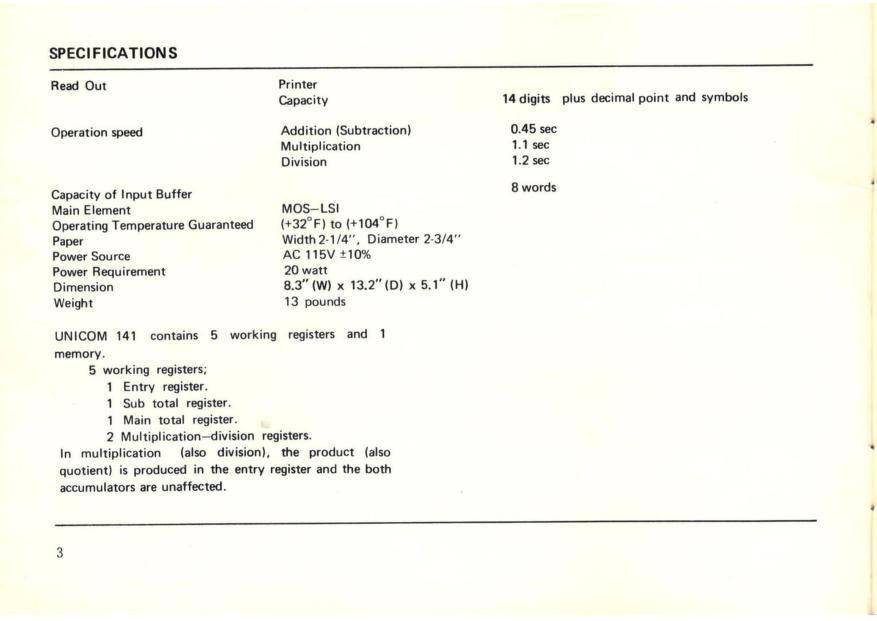 SPECIFICATIONS
Read Out Printer
Capacity 14 digits plus decimal point and symbols
Operation speed Addition (Subtraction) 0.45 sec
Multiplication 1.1 sec
Division 1.2 sec
Capacity of Input Buffer 8 words
Main Element MOS—LSI
Operating Temperature Guaranteed (+32°F) to (+104°F)
Paper Width 2-1/4", Diameter 2-3/4"
Power Source AC 115V ±10%
Power Requirement 20 watt
Dimension 8.3" (W) x 13.2" (D) x 5.1" (H)
Weight 13 pounds
UNICOM 141 contains 5 working registers and 1
memory.
5 working registers;
1 Entry register.
1 Sub total register.
1 Main total register.
2 Multiplication—division registers.
In multiplication (also division), the product (also
quotient) is produced in the entry register and the both
accumulators are unaffected.
3